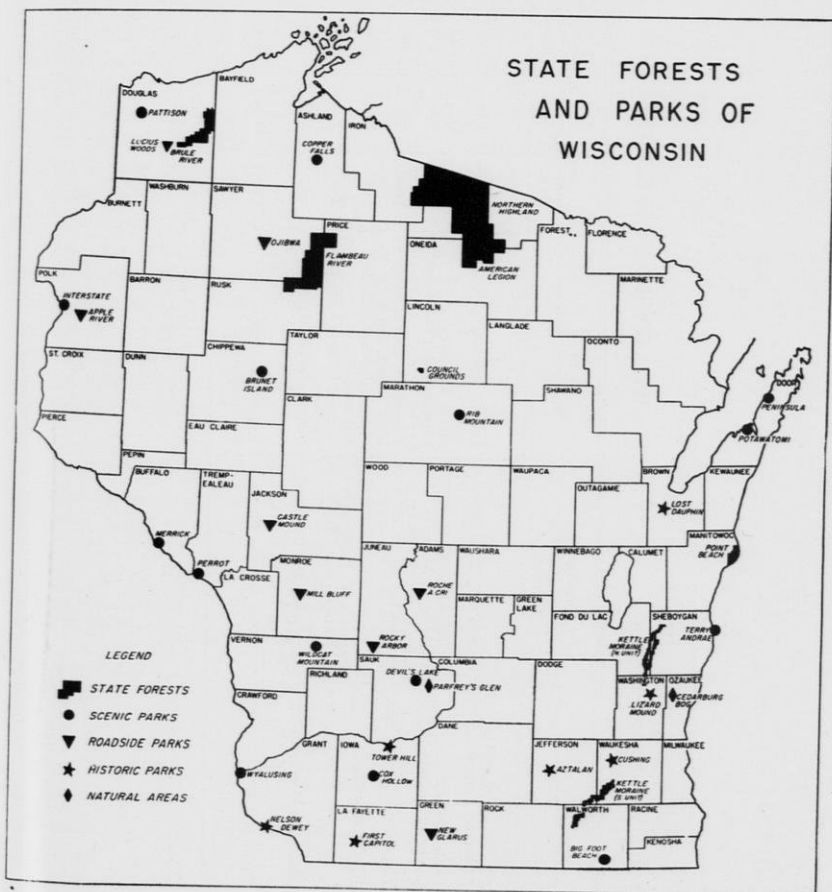 STATE FORESTS
AND PARKS OF
WISCONSIN
BAYFIELD
DOUGLAS
PATTISON
ASHLAND
IRON
LUCIUS
WOODS
BRULE
RIVER
COPPER
FALLS
WASHBURN
SAWYER
BURNETT
NORTHERN
HIGHLAND
PRICE
FOREST
FLORENCE
ONEIDA
OJIBWA
FLAMBEAU
RIVER
AMERICAN
LEGION
POLK
BARRON
RUSK
MARINETTE
INTERSTATE
APPLE
RIVER
LINCOLN
LANGLADE
TAYLOR
OCONTO
CHIPPEWA
ST. CROIX
DUNN
BRUNET
ISLAND
COUNCIL
GROUNDS
MARATHON
SHAWANO
DOOR
CLARK
PENINSULA
PIERCE
RIB
MOUNTAIN
EAU CLAIRE
POTAWATOMI
PEPIN
BUFFALO
TREMP-
EALEAU
WOOD
PORTAGE
WAUPACA
BROWN
KEWAUNEE
JACKSON
OUTAGAMIE
LOST
DAUPHIN
CASTLE
MOUND
MANITOWOC
MERRICK
JUNEAU
ADAMS
WAUSHARA
WINNEBAGO
CALUMET
POINT
BEACH
PERROT
MONROE
LA CROSSE
MILL BLUFF
ROCHE
A CRI
MARQUETTE
GREEN
LAKE
FOND DU LAC
SHEBOYGAN
KETTLE
MORAINE
(N. UNIT)
TERRY
ANDRAE
VERNON
WILDCAT
MOUNTAIN
ROCKY
ARBOR
SAUK
COLUMBIA
DODGE
LEGEND
STATE FORESTS
SCENIC PARKS
ROADSIDE PARKS
HISTORIC PARKS
NATURAL AREAS
RICHLAND
DEVIL'S LAKE
PARFREY'S GLEN
WASHINGTON
OZAUKEE
CRAWFORD
LIZARD
MOUND
CEDARBURG
BOG
DANE
GRANT
IOWA
TOWER HILL
JEFFERSON
WAUKESHA
MILWAUKEE
CUSHING
WYALUSING
COX
HOLLOW
AZTALAN
KETTLE
MORAINE
(S. UNIT)
NELSON
DEWEY
LA FAYETTE
GREEN
ROCK
WALWORTH
RACINE
FIRST
CAPITOL
NEW
GLARUS
KENOSHA
BIG FOOT
BEACH